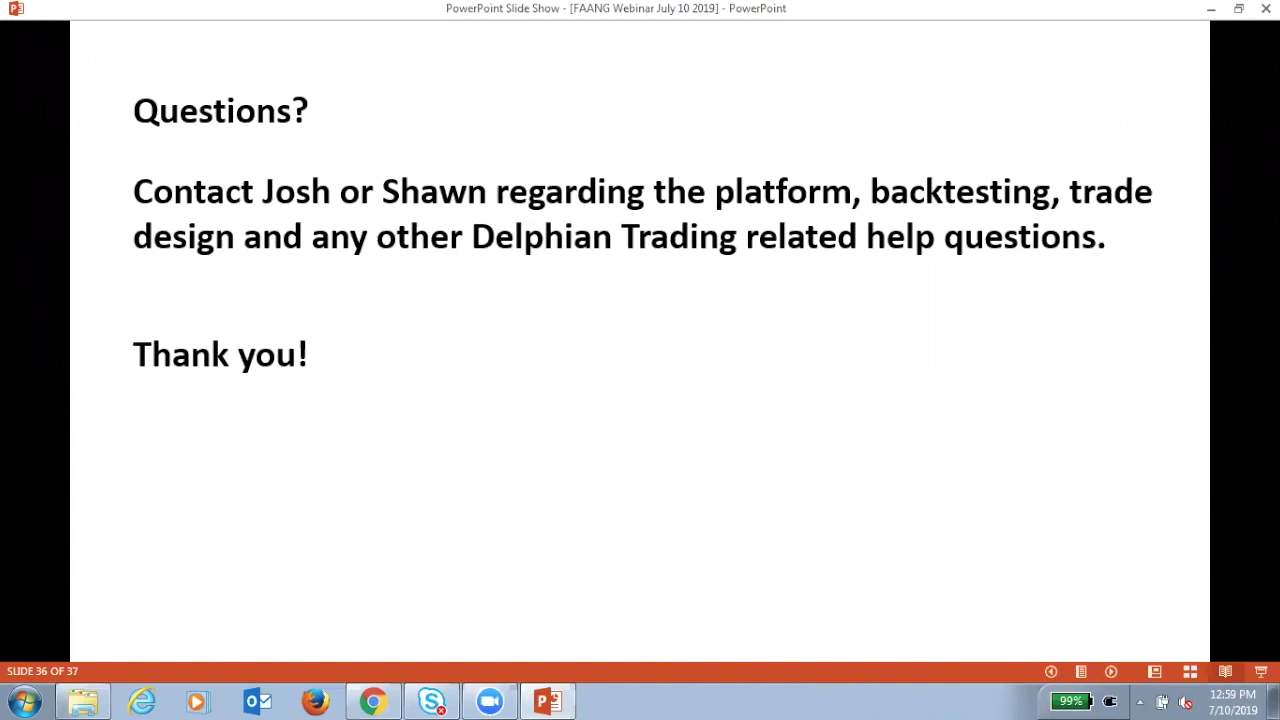 PowerPoint Slide Show - [FAANG Webinar July 10 2019] - PowerPoint
Questions?
Contact Josh or Shawn regarding the platform, backtesting, trade
design and any other Delphian Trading related help questions.
Thank you!
SLIDE 36 OF 37
99%
12:59 PM
7/10/2019